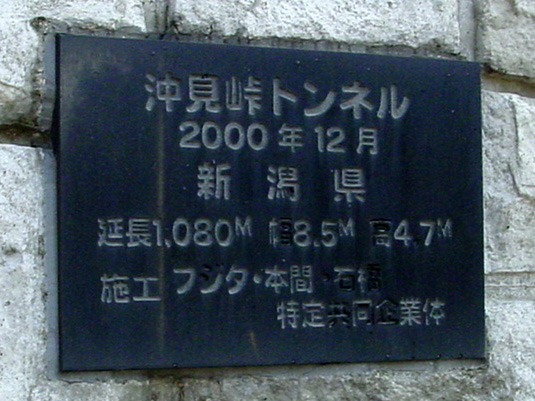 沖見峠トンネル
2000年12月
新潟県
延長1,080M 幅8.5M 高4.7M
施工 フジタ・本間・石橋
特定共同企業体